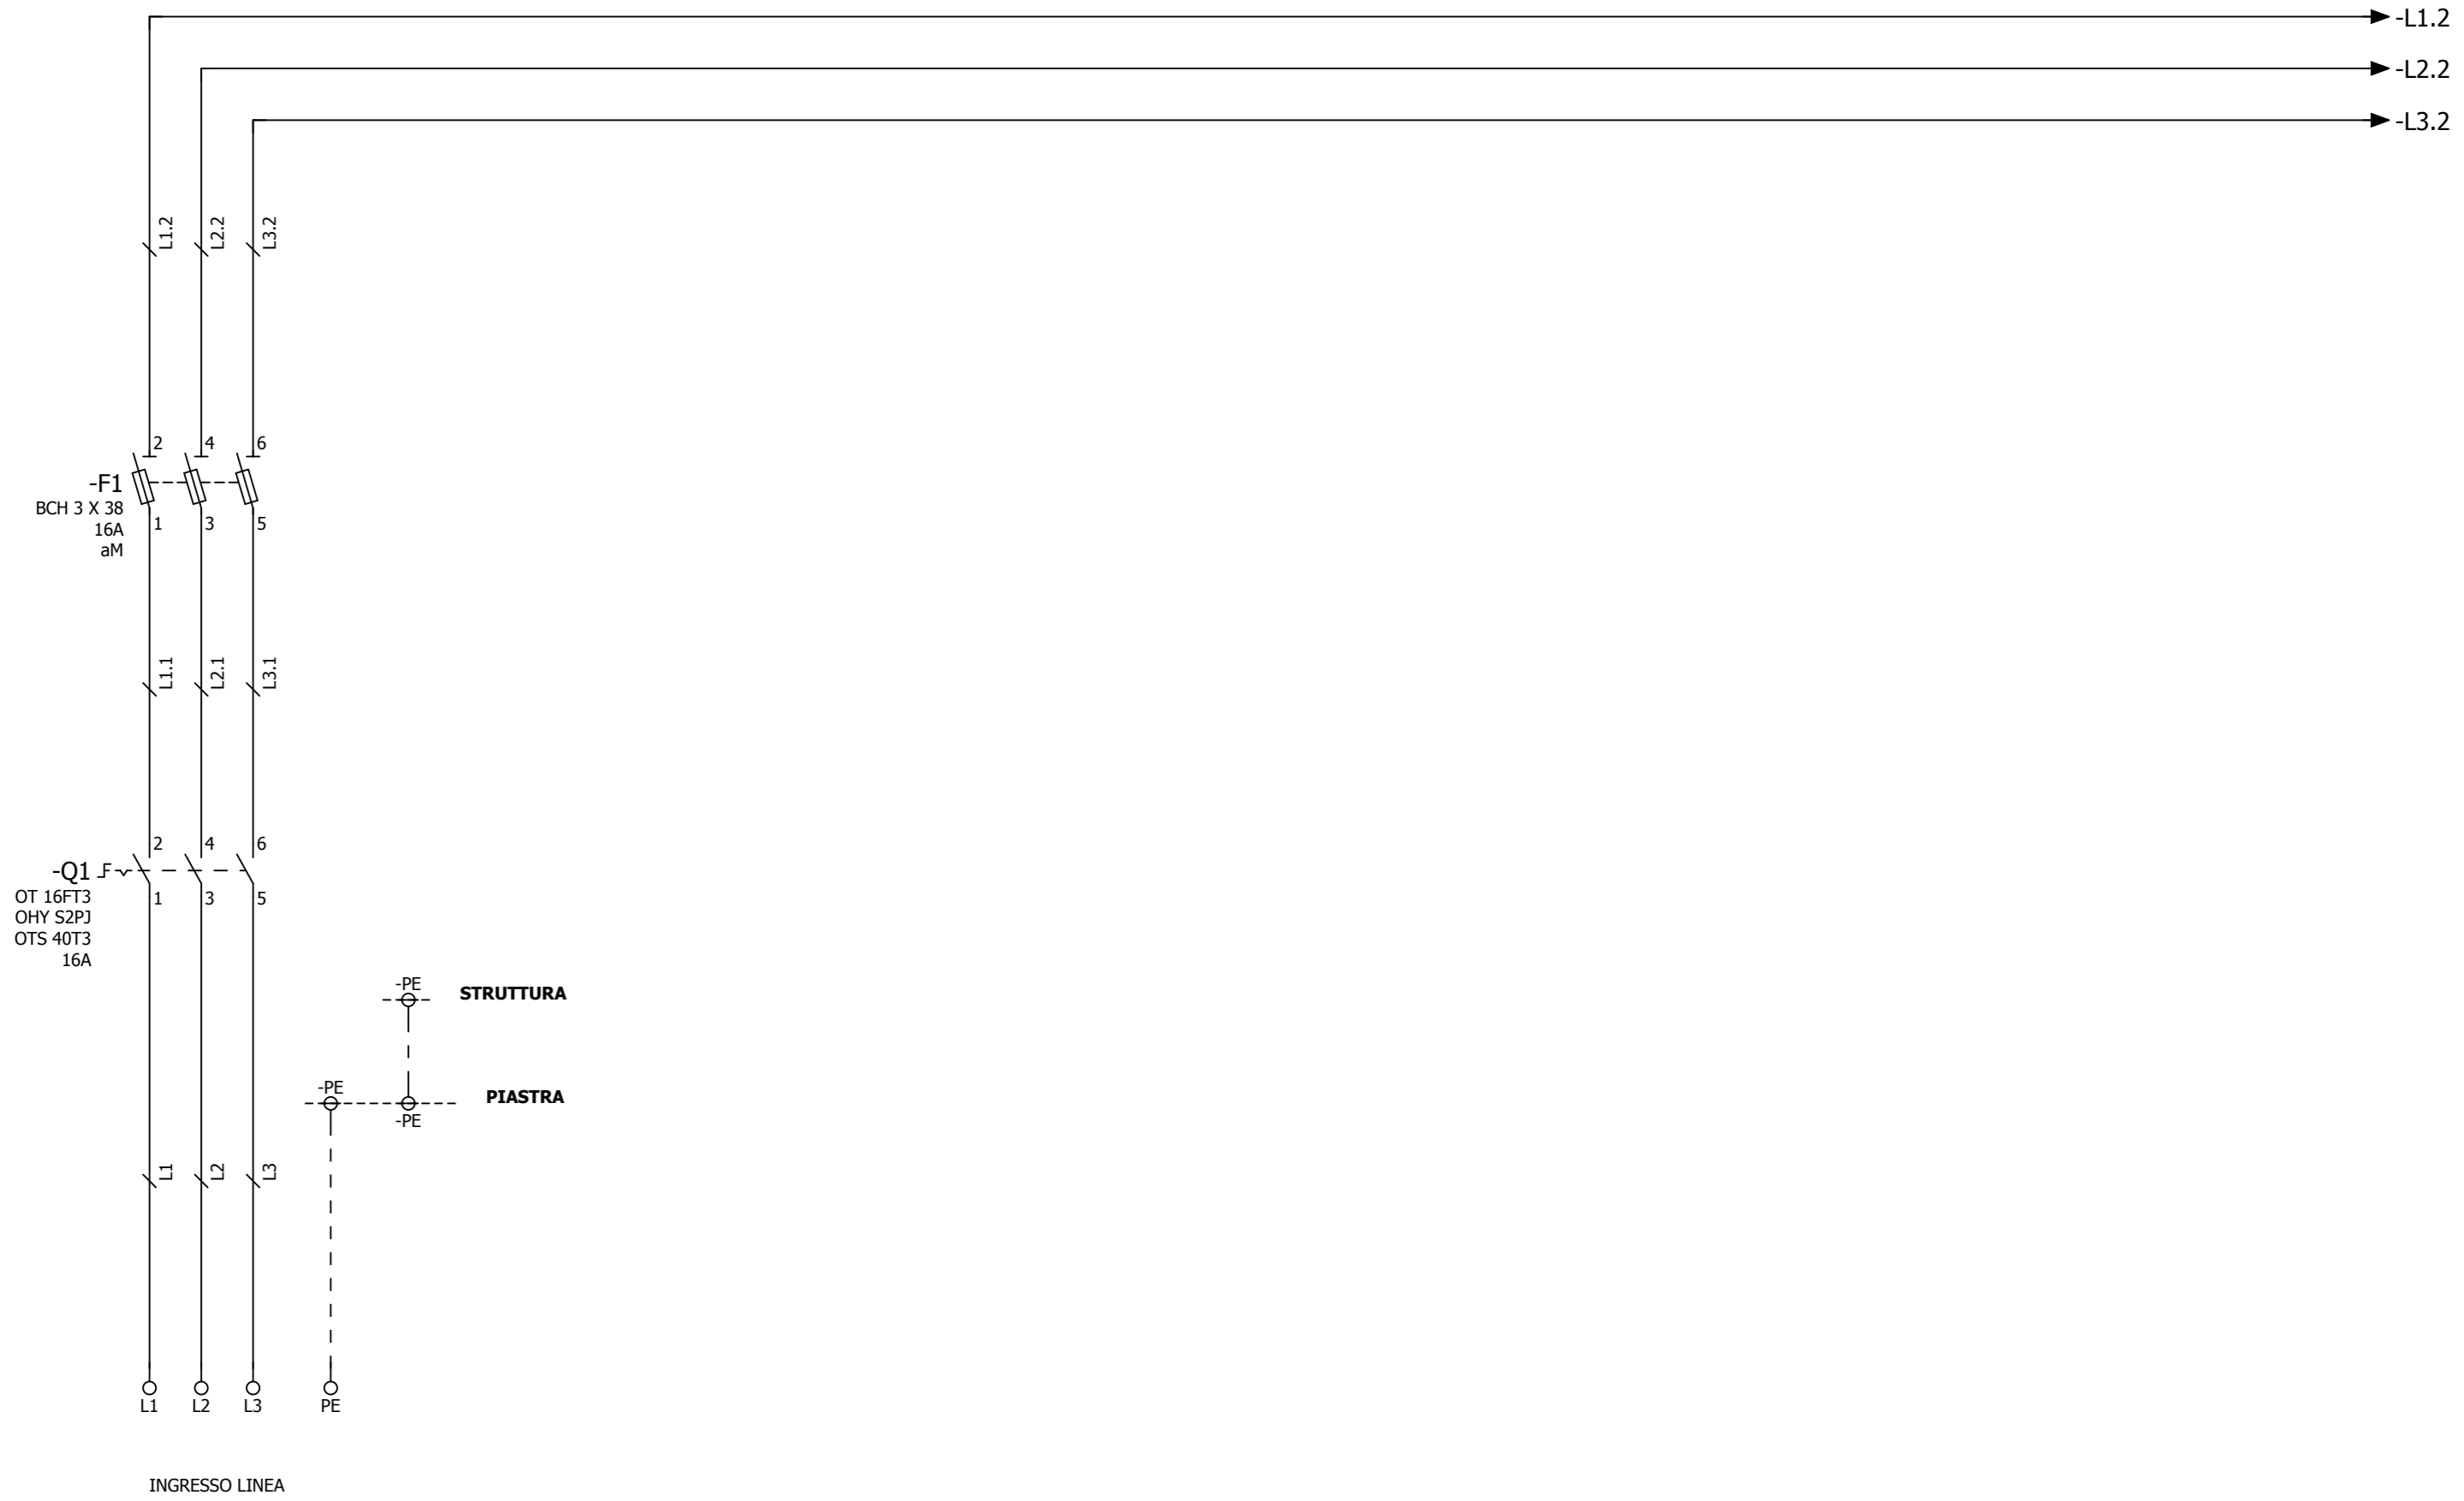 -L1.2
-L2.2
-L3.2
L1.2
L2.2
L3.2
2
4
6
-F1
BCH 3 X 38
16A
aM
1
3
5
L1.1
L2.1
L3.1
2
4
6
-Q1
OT 16FT3
OHY S2PJ
OTS 40T3
16A
1
3
5
-PE
STRUTTURA
-PE
PIASTRA
-PE
L1
L2
L3
L1
L2
L3
PE
INGRESSO LINEA